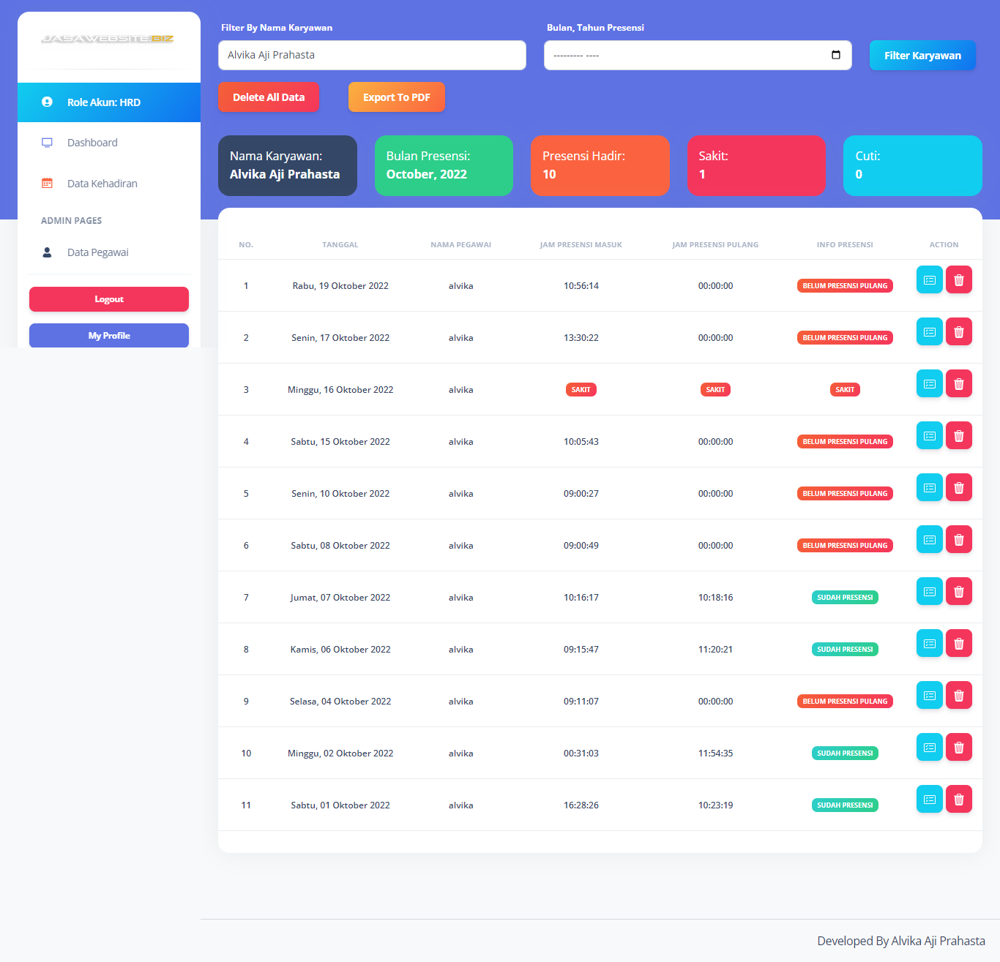 JASAWEBSITE.BIZ
Role Akun: HRD
Dashboard
Data Kehadiran
ADMIN PAGES
Data Pegawai
Logout
My Profile
Filter By Nama Karyawan
Alvika Aji Prahasta
Bulan, Tahun Presensi
--------- ----
Filter Karyawan
Delete All Data
Export To PDF
Nama Karyawan:
Alvika Aji Prahasta
Bulan Presensi:
October, 2022
Presensi Hadir:
10
Sakit:
1
Cuti:
0
NO. TANGGAL NAMA PEGAWAI JAM PRESENSI MASUK JAM PRESENSI PULANG INFO PRESENSI ACTION
1 Rabu, 19 Oktober 2022 alvika 10:56:14 00:00:00 BELUM PRESENSI PULANG
2 Senin, 17 Oktober 2022 alvika 13:30:22 00:00:00 BELUM PRESENSI PULANG
3 Minggu, 16 Oktober 2022 alvika SAKIT SAKIT SAKIT
4 Sabtu, 15 Oktober 2022 alvika 10:05:43 00:00:00 BELUM PRESENSI PULANG
5 Senin, 10 Oktober 2022 alvika 09:00:27 00:00:00 BELUM PRESENSI PULANG
6 Sabtu, 08 Oktober 2022 alvika 09:00:49 00:00:00 BELUM PRESENSI PULANG
7 Jumat, 07 Oktober 2022 alvika 10:16:17 10:18:16 SUDAH PRESENSI
8 Kamis, 06 Oktober 2022 alvika 09:15:47 11:20:21 SUDAH PRESENSI
9 Selasa, 04 Oktober 2022 alvika 09:11:07 00:00:00 BELUM PRESENSI PULANG
10 Minggu, 02 Oktober 2022 alvika 00:31:03 11:54:35 SUDAH PRESENSI
11 Sabtu, 01 Oktober 2022 alvika 16:28:26 10:23:19 SUDAH PRESENSI
Developed By Alvika Aji Prahasta